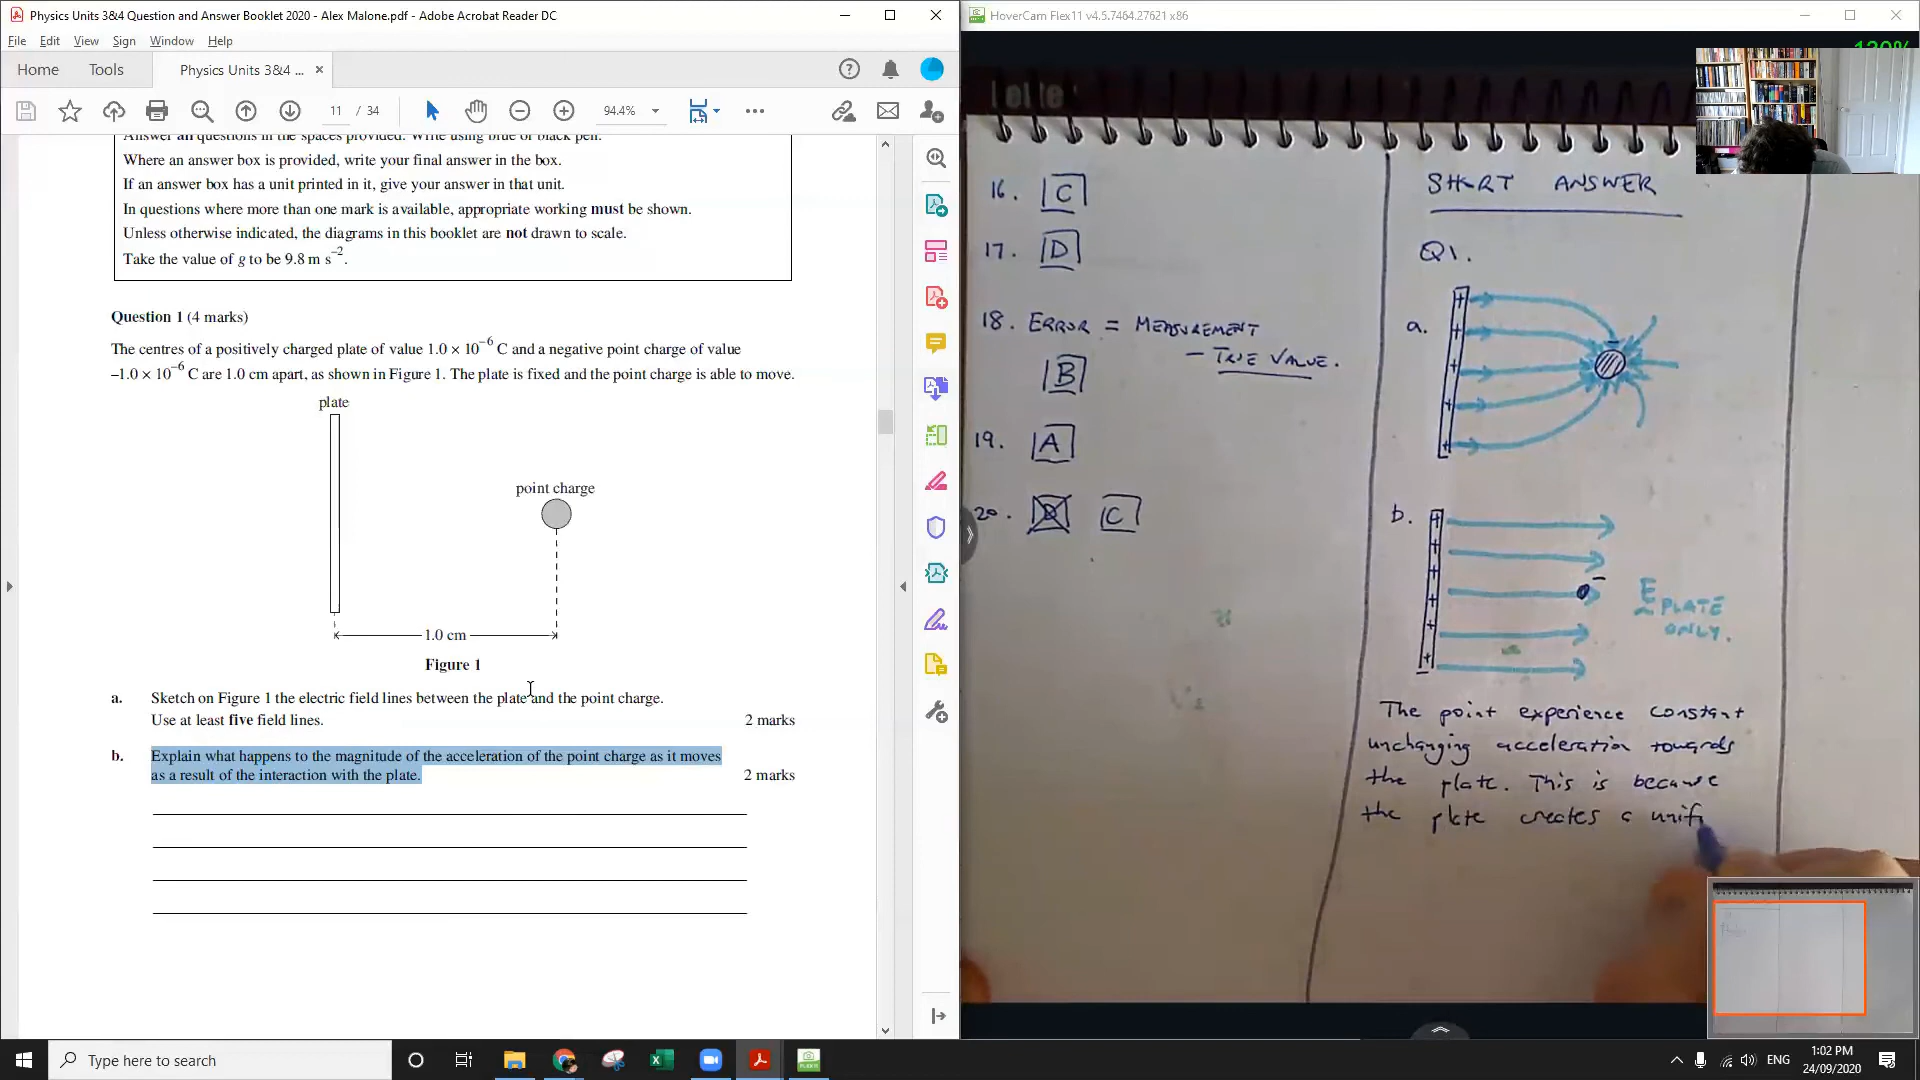 Physics Units 3&4 Question and Answer Booklet 2020 - Alex Malone.pdf - Adobe Acrobat Reader DC
File Edit View Sign Window Help
Home Tools Physics Units 3&4 ... ×
11 / 34 94.4%
Answer all questions in the spaces provided. Write using blue or black pen.
Where an answer box is provided, write your final answer in the box.
If an answer box has a unit printed in it, give your answer in that unit.
In questions where more than one mark is available, appropriate working must be shown.
Unless otherwise indicated, the diagrams in this booklet are not drawn to scale.
Take the value of g to be 9.8 m s⁻².
Question 1 (4 marks)
The centres of a positively charged plate of value 1.0 × 10⁻⁶ C and a negative point charge of value
–1.0 × 10⁻⁶ C are 1.0 cm apart, as shown in Figure 1. The plate is fixed and the point charge is able to move.
plate
point charge
1.0 cm
Figure 1
a. Sketch on Figure 1 the electric field lines between the plate and the point charge.
Use at least five field lines. 2 marks
b. Explain what happens to the magnitude of the acceleration of the point charge as it moves
as a result of the interaction with the plate. 2 marks
HoverCam Flex11 v4.5.7464.27621 x86
16. C
17. D
18. ERROR = MEASUREMENT
– TRUE VALUE.
B
19. A
20. C
SHORT ANSWER
Q1.
a.
b.
E PLATE
ONLY.
The point experience constant
unchanging acceleration towards
the plate. This is because
the plate creates a unif
Type here to search
ENG
1:02 PM
24/09/2020